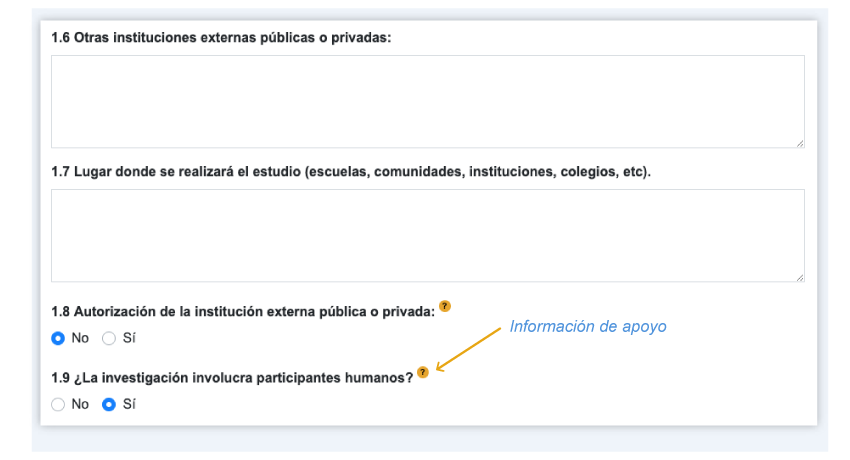 1.6 Otras instituciones externas públicas o privadas:
1.7 Lugar donde se realizará el estudio (escuelas, comunidades, instituciones, colegios, etc).
1.8 Autorización de la institución externa pública o privada: ?
No Sí
Información de apoyo
1.9 ¿La investigación involucra participantes humanos? ?
No Sí